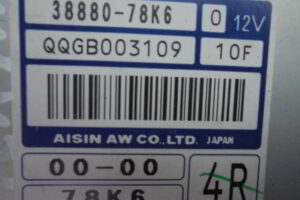 38880-78K6 0 12V
QQGB003109 10F
AISIN AW CO., LTD. JAPAN
00-00
78K6 4R